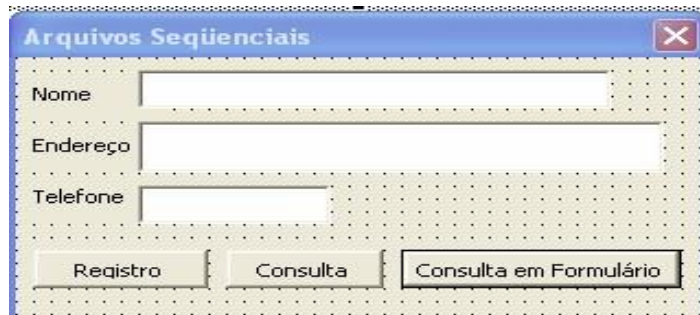 Arquivos Seqüenciais
Nome
Endereço
Telefone
Registro Consulta Consulta em Formulário